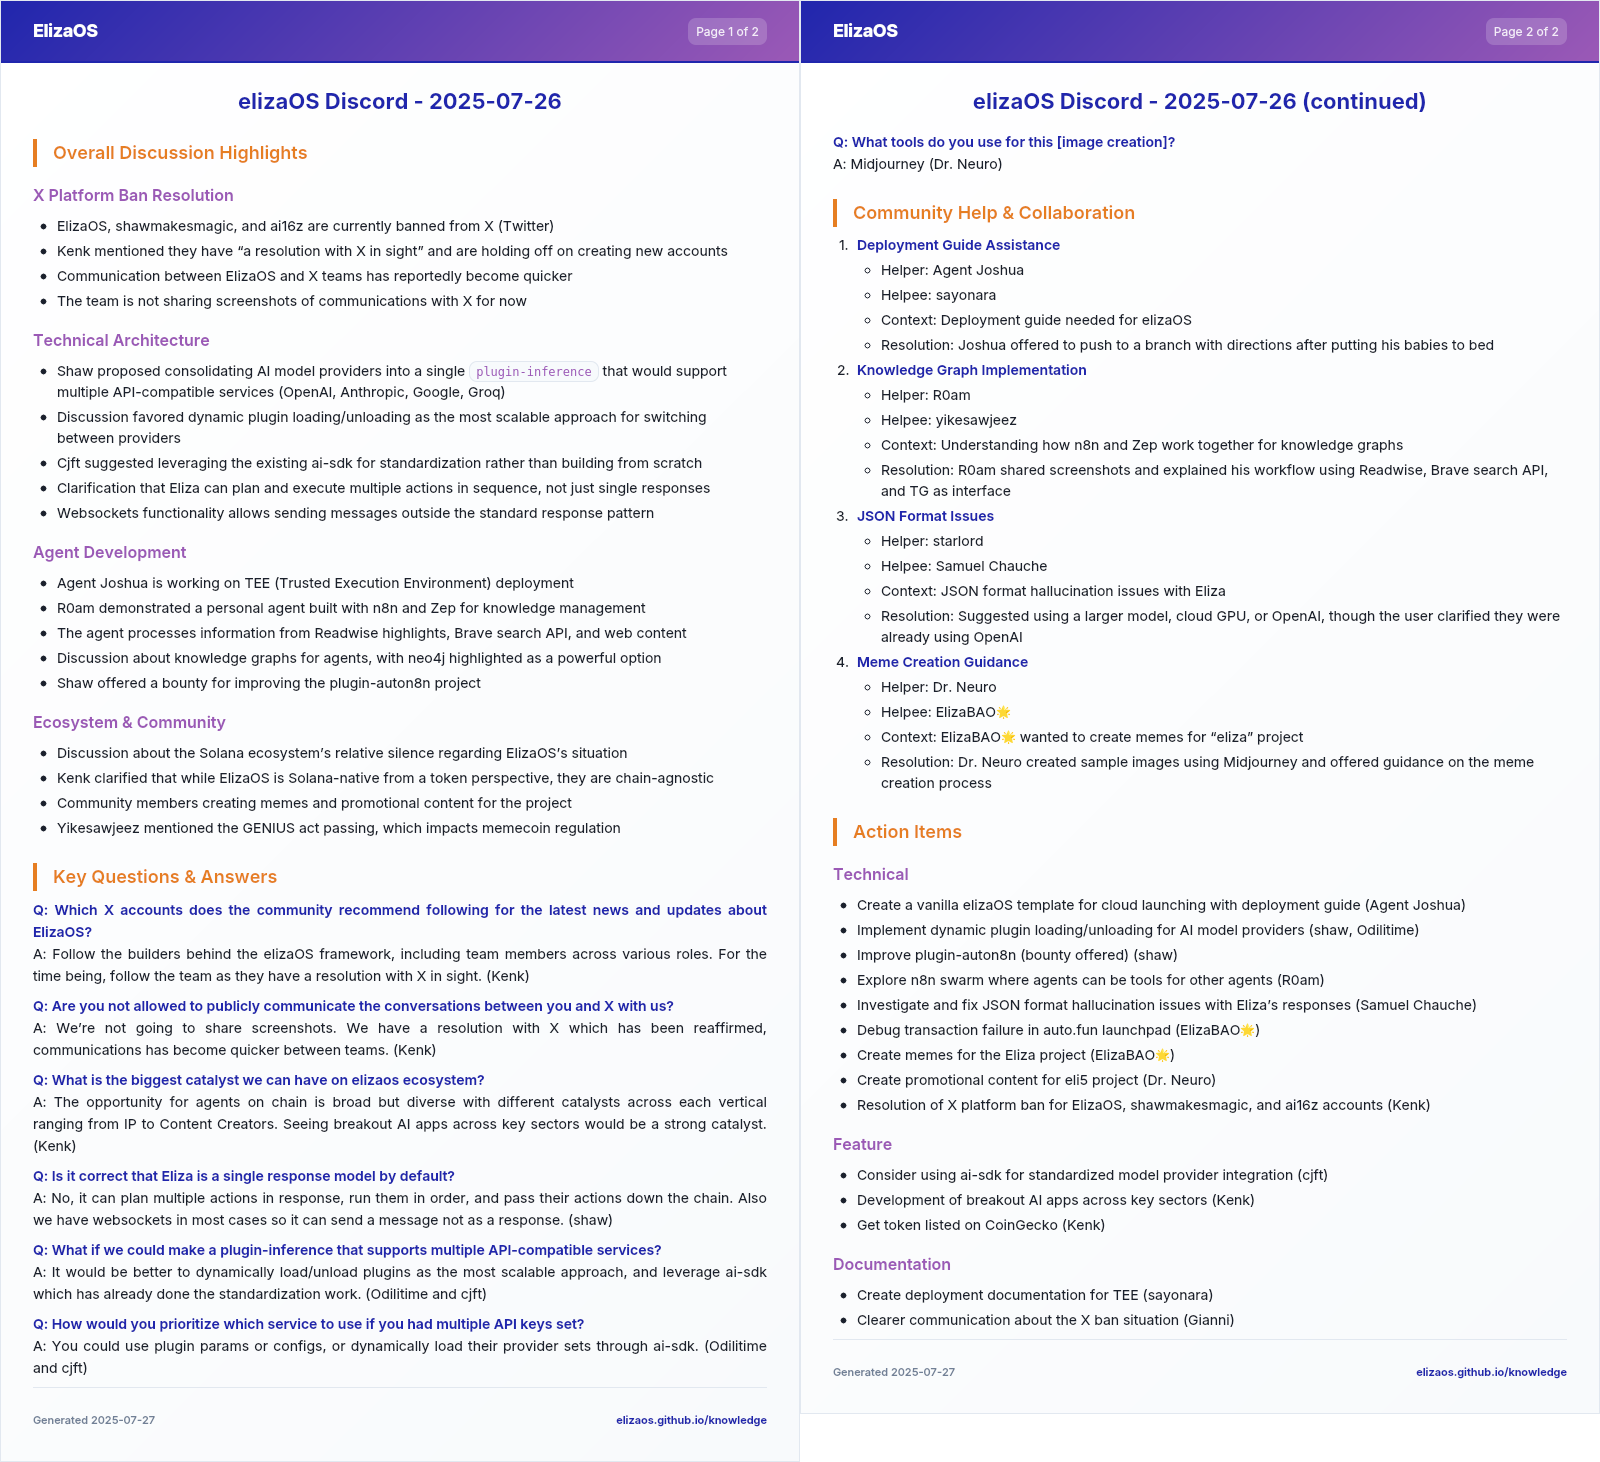 ElizaOS
Page 1 of 2
elizaOS Discord - 2025-07-26
Overall Discussion Highlights
X Platform Ban Resolution
• ElizaOS, shawmakesmagic, and ai16z are currently banned from X (Twitter)
• Kenk mentioned they have “a resolution with X in sight” and are holding off on creating new accounts
• Communication between ElizaOS and X teams has reportedly become quicker
• The team is not sharing screenshots of communications with X for now
Technical Architecture
• Shaw proposed consolidating AI model providers into a single plugin-inference that would support
multiple API-compatible services (OpenAI, Anthropic, Google, Groq)
• Discussion favored dynamic plugin loading/unloading as the most scalable approach for switching
between providers
• Cjft suggested leveraging the existing ai-sdk for standardization rather than building from scratch
• Clarification that Eliza can plan and execute multiple actions in sequence, not just single responses
• Websockets functionality allows sending messages outside the standard response pattern
Agent Development
• Agent Joshua is working on TEE (Trusted Execution Environment) deployment
• R0am demonstrated a personal agent built with n8n and Zep for knowledge management
• The agent processes information from Readwise highlights, Brave search API, and web content
• Discussion about knowledge graphs for agents, with neo4j highlighted as a powerful option
• Shaw offered a bounty for improving the plugin-auton8n project
Ecosystem & Community
• Discussion about the Solana ecosystem’s relative silence regarding ElizaOS’s situation
• Kenk clarified that while ElizaOS is Solana-native from a token perspective, they are chain-agnostic
• Community members creating memes and promotional content for the project
• Yikesawjeez mentioned the GENIUS act passing, which impacts memecoin regulation
Key Questions & Answers
Q: Which X accounts does the community recommend following for the latest news and updates about
ElizaOS?
A: Follow the builders behind the elizaOS framework, including team members across various roles. For the
time being, follow the team as they have a resolution with X in sight. (Kenk)
Q: Are you not allowed to publicly communicate the conversations between you and X with us?
A: We’re not going to share screenshots. We have a resolution with X which has been reaffirmed,
communications has become quicker between teams. (Kenk)
Q: What is the biggest catalyst we can have on elizaos ecosystem?
A: The opportunity for agents on chain is broad but diverse with different catalysts across each vertical
ranging from IP to Content Creators. Seeing breakout AI apps across key sectors would be a strong catalyst.
(Kenk)
Q: Is it correct that Eliza is a single response model by default?
A: No, it can plan multiple actions in response, run them in order, and pass their actions down the chain. Also
we have websockets in most cases so it can send a message not as a response. (shaw)
Q: What if we could make a plugin-inference that supports multiple API-compatible services?
A: It would be better to dynamically load/unload plugins as the most scalable approach, and leverage ai-sdk
which has already done the standardization work. (Odilitime and cjft)
Q: How would you prioritize which service to use if you had multiple API keys set?
A: You could use plugin params or configs, or dynamically load their provider sets through ai-sdk. (Odilitime
and cjft)
Generated 2025-07-27
elizaos.github.io/knowledge
ElizaOS
Page 2 of 2
elizaOS Discord - 2025-07-26 (continued)
Q: What tools do you use for this [image creation]?
A: Midjourney (Dr. Neuro)
Community Help & Collaboration
1. Deployment Guide Assistance
◦ Helper: Agent Joshua
◦ Helpee: sayonara
◦ Context: Deployment guide needed for elizaOS
◦ Resolution: Joshua offered to push to a branch with directions after putting his babies to bed
2. Knowledge Graph Implementation
◦ Helper: R0am
◦ Helpee: yikesawjeez
◦ Context: Understanding how n8n and Zep work together for knowledge graphs
◦ Resolution: R0am shared screenshots and explained his workflow using Readwise, Brave search API,
and TG as interface
3. JSON Format Issues
◦ Helper: starlord
◦ Helpee: Samuel Chauche
◦ Context: JSON format hallucination issues with Eliza
◦ Resolution: Suggested using a larger model, cloud GPU, or OpenAI, though the user clarified they were
already using OpenAI
4. Meme Creation Guidance
◦ Helper: Dr. Neuro
◦ Helpee: ElizaBAO🌟
◦ Context: ElizaBAO🌟 wanted to create memes for “eliza” project
◦ Resolution: Dr. Neuro created sample images using Midjourney and offered guidance on the meme
creation process
Action Items
Technical
• Create a vanilla elizaOS template for cloud launching with deployment guide (Agent Joshua)
• Implement dynamic plugin loading/unloading for AI model providers (shaw, Odilitime)
• Improve plugin-auton8n (bounty offered) (shaw)
• Explore n8n swarm where agents can be tools for other agents (R0am)
• Investigate and fix JSON format hallucination issues with Eliza’s responses (Samuel Chauche)
• Debug transaction failure in auto.fun launchpad (ElizaBAO🌟)
• Create memes for the Eliza project (ElizaBAO🌟)
• Create promotional content for eli5 project (Dr. Neuro)
• Resolution of X platform ban for ElizaOS, shawmakesmagic, and ai16z accounts (Kenk)
Feature
• Consider using ai-sdk for standardized model provider integration (cjft)
• Development of breakout AI apps across key sectors (Kenk)
• Get token listed on CoinGecko (Kenk)
Documentation
• Create deployment documentation for TEE (sayonara)
• Clearer communication about the X ban situation (Gianni)
Generated 2025-07-27
elizaos.github.io/knowledge